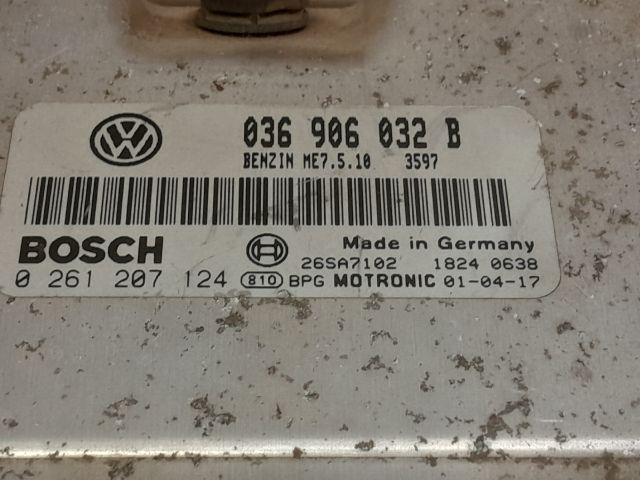 036 906 032 B
BENZIN ME7.5.10 3597
BOSCH
Made in Germany
26SA7102 1824 0638
0 261 207 124 810 BPG MOTRONIC 01-04-17